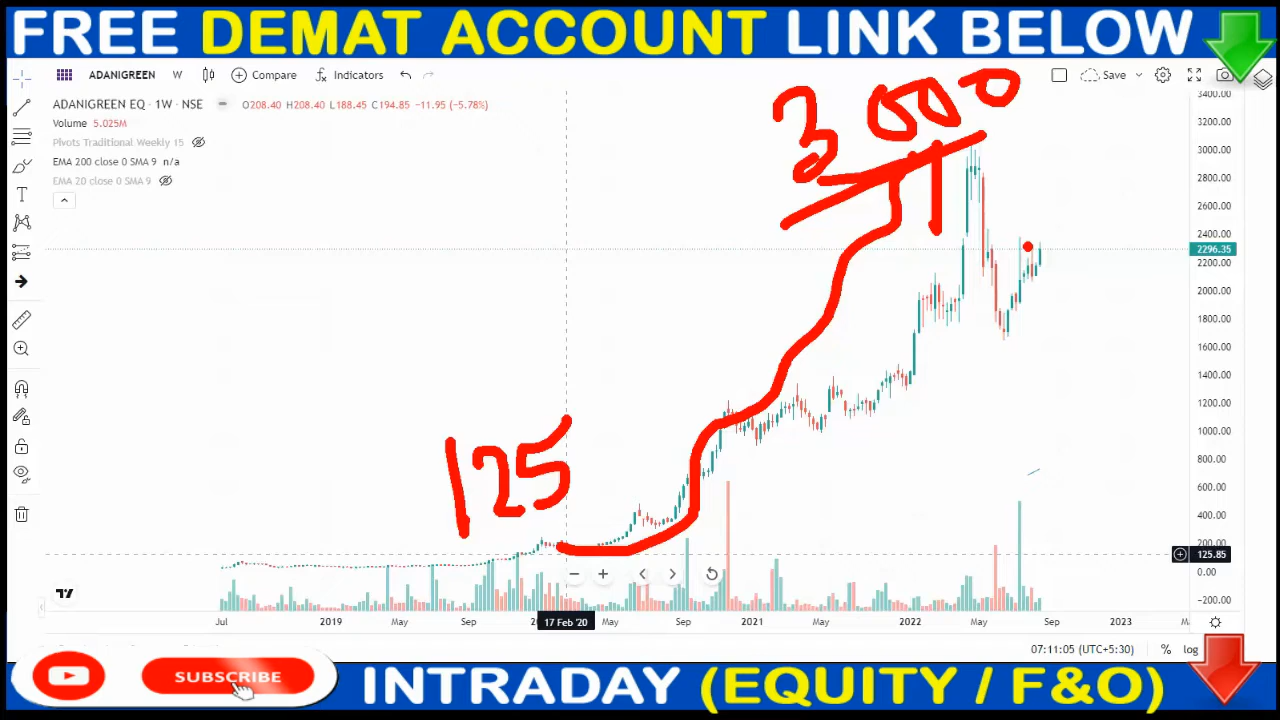 FREE DEMAT ACCOUNT LINK BELOW
ADANIGREEN W Compare Indicators Save
ADANIGREEN EQ · 1W · NSE O208.40 H208.40 L188.45 C194.85 −11.95 (−5.78%)
Volume 5.025M
Pivots Traditional Weekly 15
EMA 200 close 0 SMA 9 n/a
EMA 20 close 0 SMA 9
3000
125
3400.00
3000.00
2800.00
2600.00
2400.00
2296.35
2200.00
2000.00
1800.00
1600.00
1400.00
1200.00
1000.00
800.00
600.00
400.00
200.00
125.85
0.00
−200.00
Jul 2019 May Sep 17 Feb '20 May Sep 2021 May 2022 May Sep 2023
07:11:05 (UTC+5:30) % log
SUBSCRIBE
INTRADAY (EQUITY / F&O)